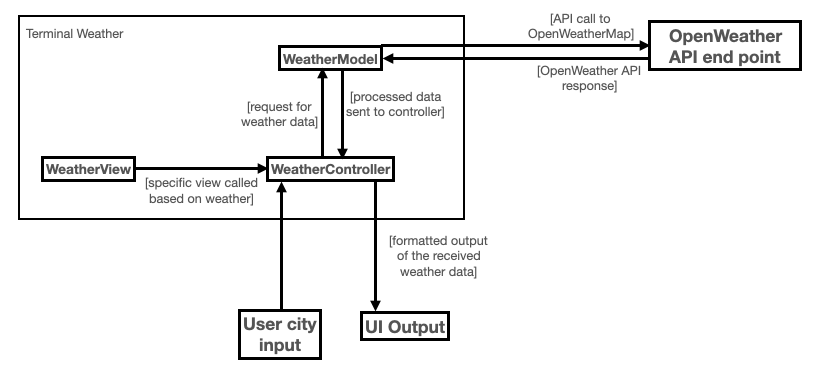 Terminal Weather
[API call to
OpenWeatherMap]
OpenWeather
API end point
WeatherModel
[OpenWeather API
response]
[request for
weather data]
[processed data
sent to controller]
WeatherView
WeatherController
[specific view called
based on weather]
[formatted output
of the received
weather data]
User city
input
UI Output